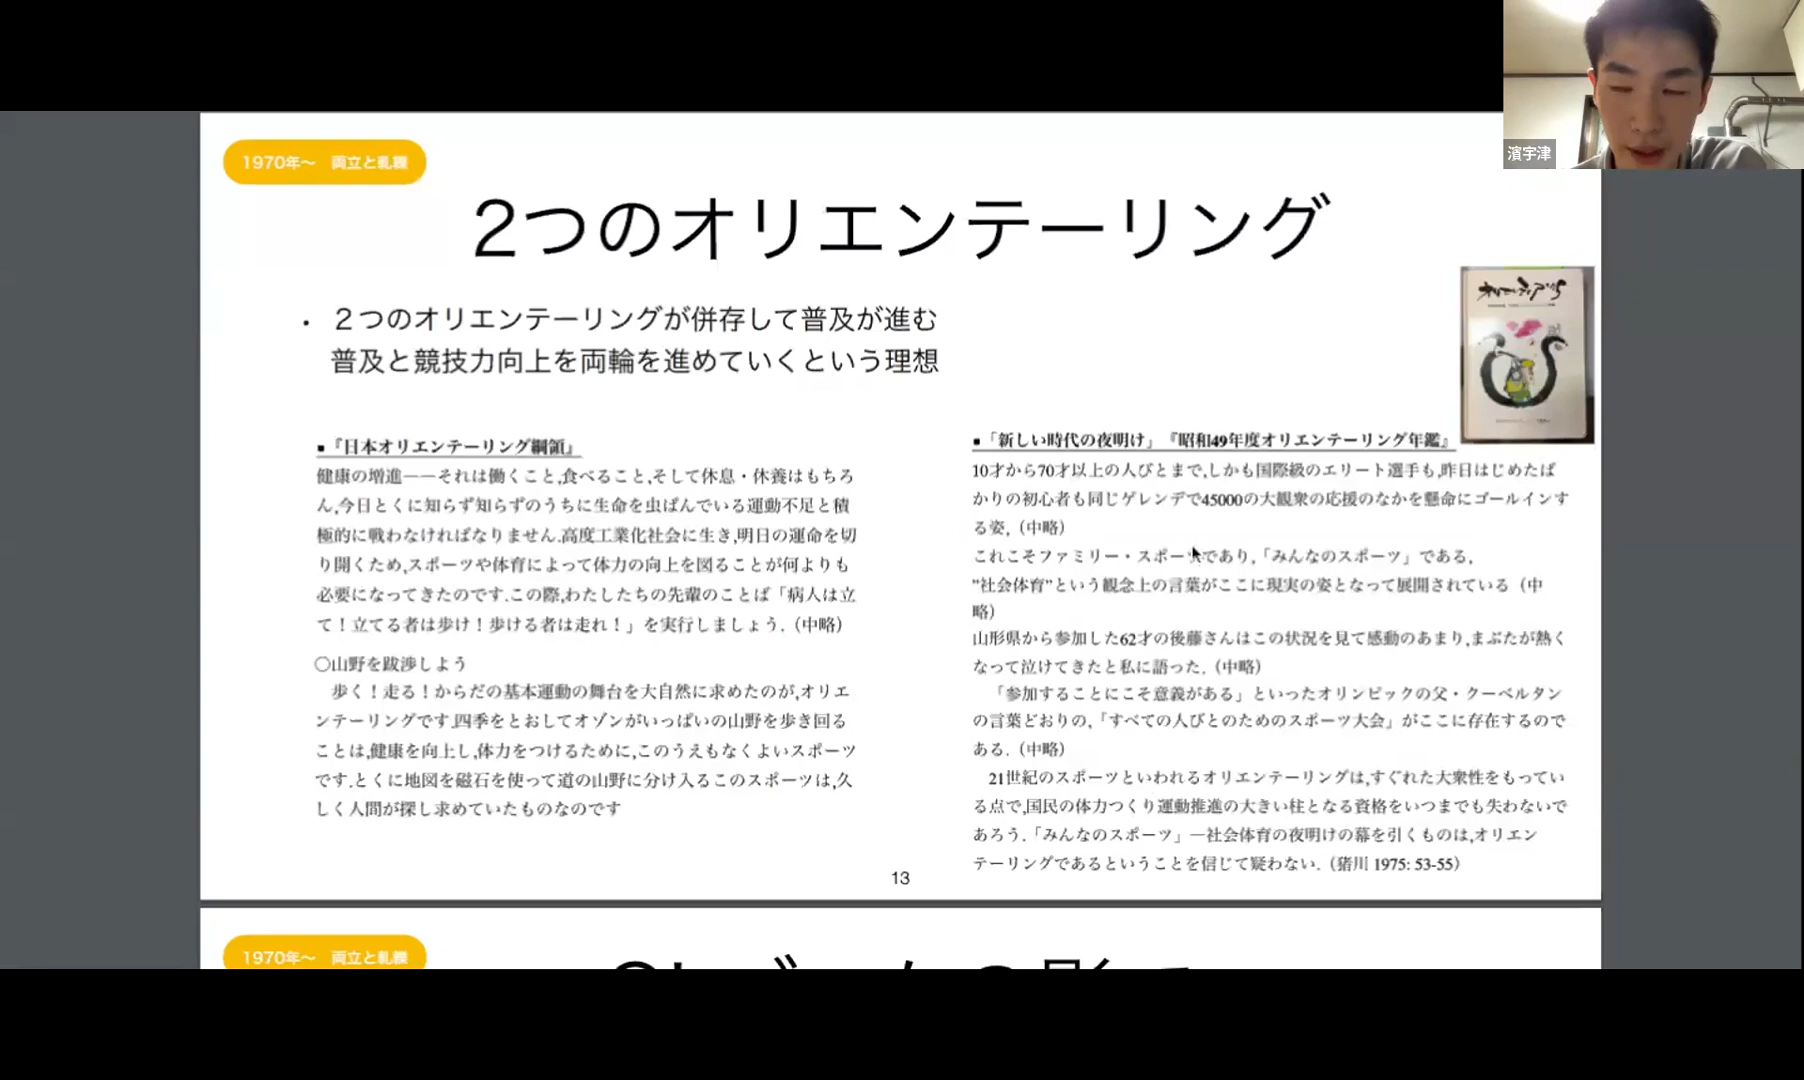 濱宇津
1970年〜 両立と軋轢
2つのオリエンテーリング
・ 2つのオリエンテーリングが併存して普及が進む
普及と競技力向上を両輪を進めていくという理想
▪『日本オリエンテーリング綱領』
健康の増進——それは働くこと,食べること,そして休息・休養はもちろ
ん,今日とくに知らず知らずのうちに生命を虫ばんでいる運動不足と積
極的に戦わなければなりません.高度工業化社会に生き,明日の運命を切
り開くため,スポーツや体育によって体力の向上を図ることが何よりも
必要になってきたのです.この際,わたしたちの先輩のことば「病人は立
て！立てる者は歩け！歩ける者は走れ！」を実行しましょう.（中略）
〇山野を跋渉しよう
歩く！走る！からだの基本運動の舞台を大自然に求めたのが,オリエ
ンテーリングです.四季をとおしてオゾンがいっぱいの山野を歩き回る
ことは,健康を向上し,体力をつけるために,このうえもなくよいスポーツ
です.とくに地図を磁石を使って道の山野に分け入るこのスポーツは,久
しく人間が探し求めていたものなのです
▪「新しい時代の夜明け」『昭和49年度オリエンテーリング年鑑』
10才から70才以上の人びとまで,しかも国際級のエリート選手も,昨日はじめたば
かりの初心者も同じゲレンデで45000の大観衆の応援のなかを懸命にゴールインす
る姿,（中略）
これこそファミリー・スポーツであり,「みんなのスポーツ」である,
”社会体育”という観念上の言葉がここに現実の姿となって展開されている（中
略）
山形県から参加した62才の後藤さんはこの状況を見て感動のあまり,まぶたが熱く
なって泣けてきたと私に語った.（中略）
「参加することにこそ意義がある」といったオリンピックの父・クーベルタン
の言葉どおりの,「すべての人びとのためのスポーツ大会」がここに存在するので
ある.（中略）
21世紀のスポーツといわれるオリエンテーリングは,すぐれた大衆性をもってい
る点で,国民の体力つくり運動推進の大きい柱となる資格をいつまでも失わないで
あろう.「みんなのスポーツ」—社会体育の夜明けの幕を引くものは,オリエン
テーリングであるということを信じて疑わない.（猪川 1975: 53-55）
13
1970年〜 両立と軋轢